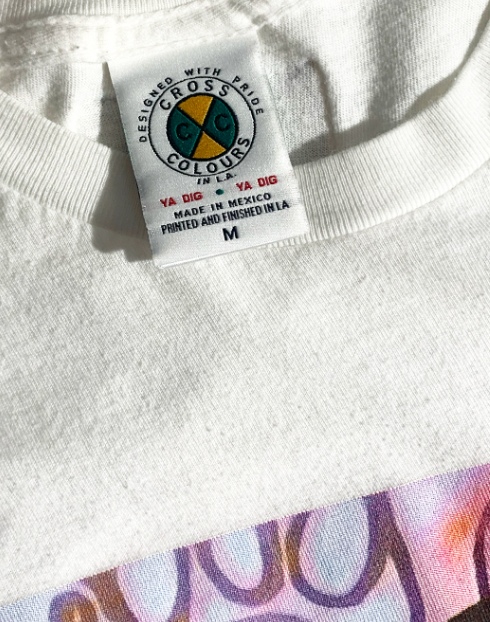 DESIGNED WITH PRIDE
CROSS
C C
COLOURS
IN L.A.
YA DIG • YA DIG
MADE IN MEXICO
PRINTED AND FINISHED IN LA
M